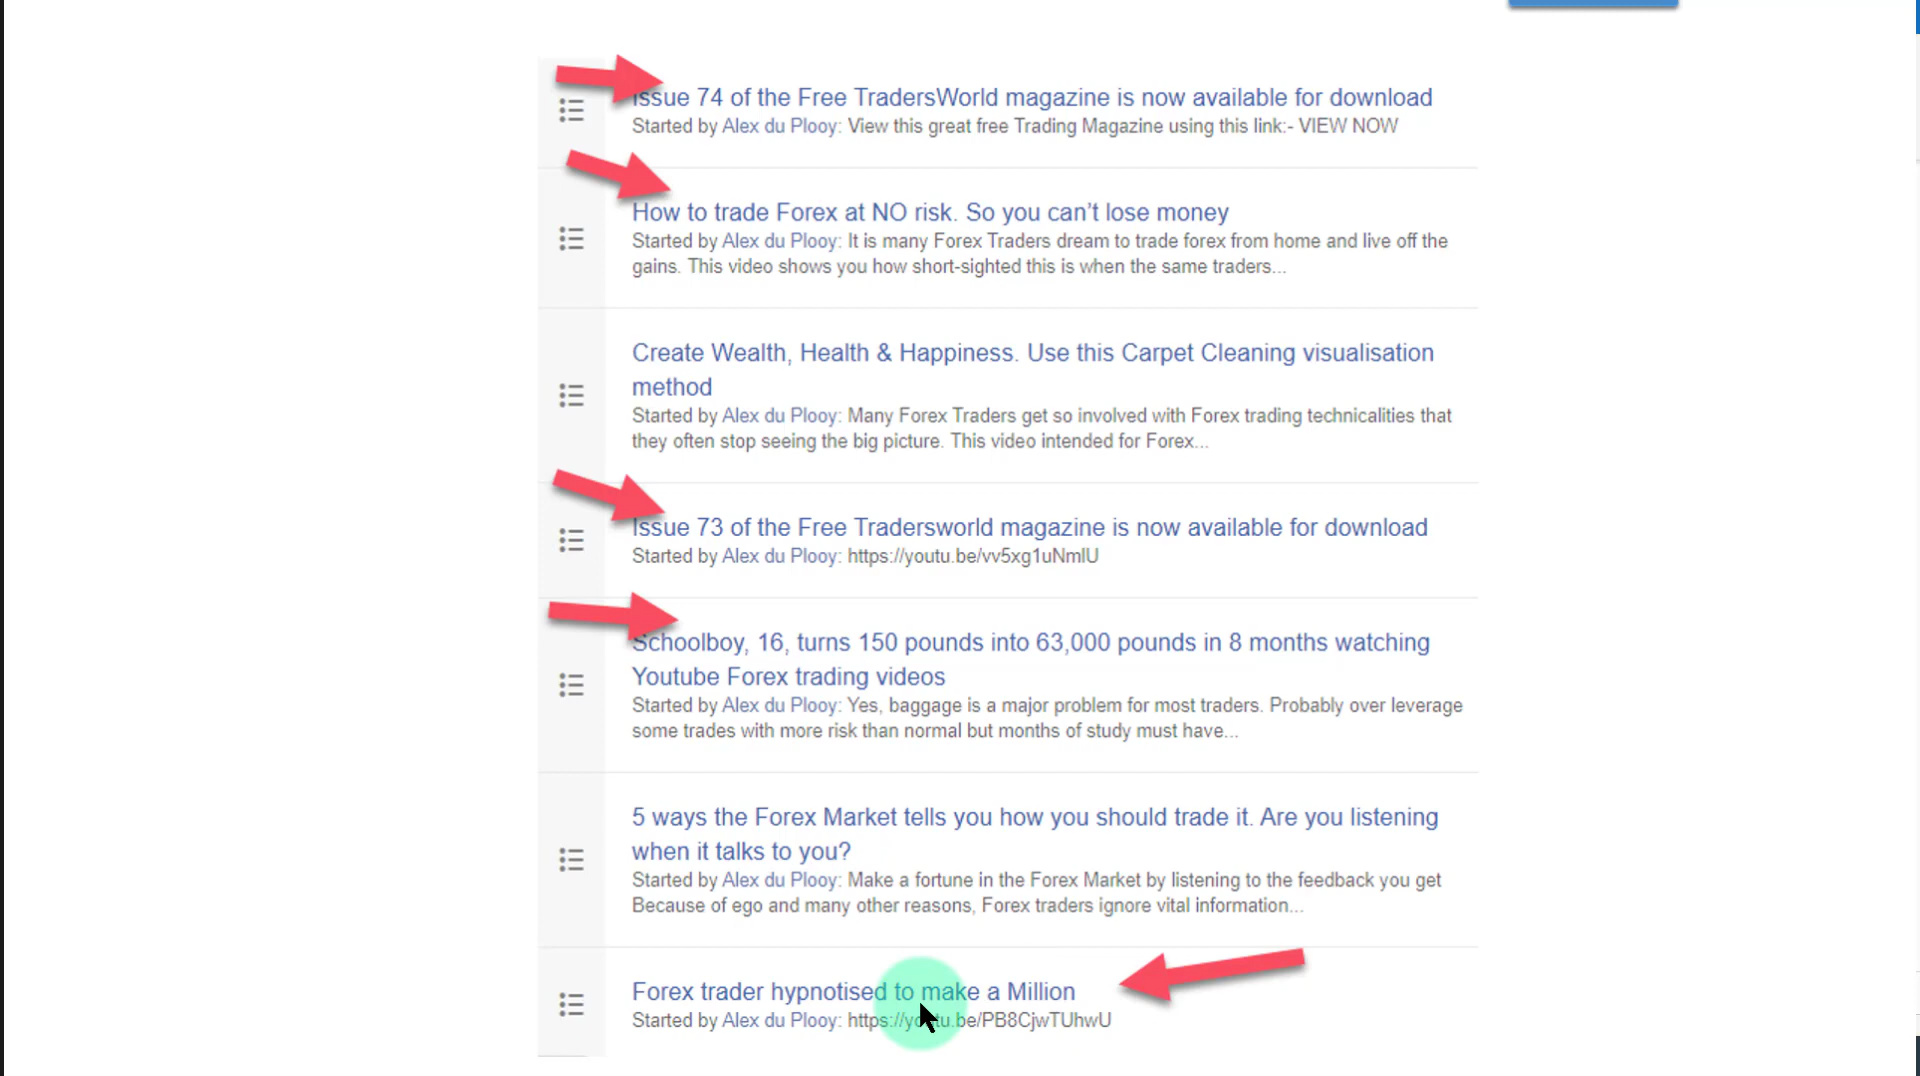 Issue 74 of the Free TradersWorld magazine is now available for download
Started by Alex du Plooy: View this great free Trading Magazine using this link:- VIEW NOW
How to trade Forex at NO risk. So you can’t lose money
Started by Alex du Plooy: It is many Forex Traders dream to trade forex from home and live off the
gains. This video shows you how short-sighted this is when the same traders...
Create Wealth, Health & Happiness. Use this Carpet Cleaning visualisation
method
Started by Alex du Plooy: Many Forex Traders get so involved with Forex trading technicalities that
they often stop seeing the big picture. This video intended for Forex...
Issue 73 of the Free Tradersworld magazine is now available for download
Started by Alex du Plooy: https://youtu.be/vv5xg1uNmlU
Schoolboy, 16, turns 150 pounds into 63,000 pounds in 8 months watching
Youtube Forex trading videos
Started by Alex du Plooy: Yes, baggage is a major problem for most traders. Probably over leverage
some trades with more risk than normal but months of study must have...
5 ways the Forex Market tells you how you should trade it. Are you listening
when it talks to you?
Started by Alex du Plooy: Make a fortune in the Forex Market by listening to the feedback you get
Because of ego and many other reasons, Forex traders ignore vital information...
Forex trader hypnotised to make a Million
Started by Alex du Plooy: https://youtu.be/PB8CjwTUhwU